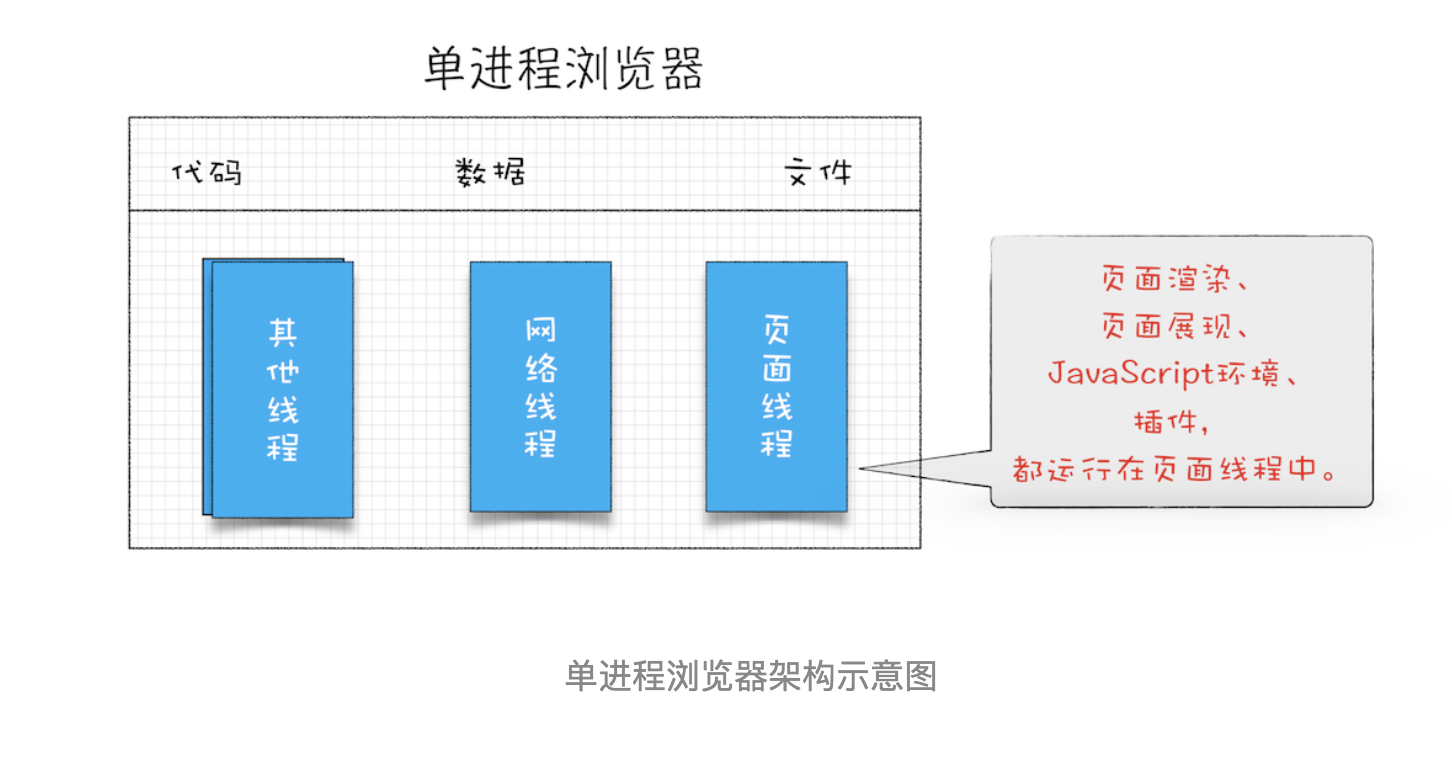 单进程浏览器
代码
数据
文件
其他线程
网络线程
页面线程
页面渲染、
页面展现、
JavaScript环境、
插件，
都运行在页面线程中。
单进程浏览器架构示意图